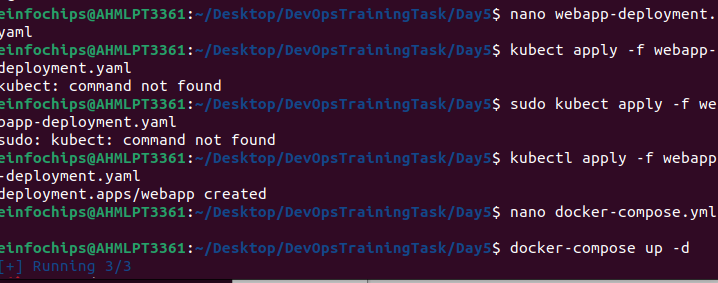 einfochips@AHMLPT3361:~/Desktop/DevOpsTrainingTask/Day5$ nano webapp-deployment.
yaml
einfochips@AHMLPT3361:~/Desktop/DevOpsTrainingTask/Day5$ kubect apply -f webapp-
deployment.yaml
kubect: command not found
einfochips@AHMLPT3361:~/Desktop/DevOpsTrainingTask/Day5$ sudo kubect apply -f we
bapp-deployment.yaml
sudo: kubect: command not found
einfochips@AHMLPT3361:~/Desktop/DevOpsTrainingTask/Day5$ kubectl apply -f webapp
-deployment.yaml
deployment.apps/webapp created
einfochips@AHMLPT3361:~/Desktop/DevOpsTrainingTask/Day5$ nano docker-compose.yml
einfochips@AHMLPT3361:~/Desktop/DevOpsTrainingTask/Day5$ docker-compose up -d
[+] Running 3/3